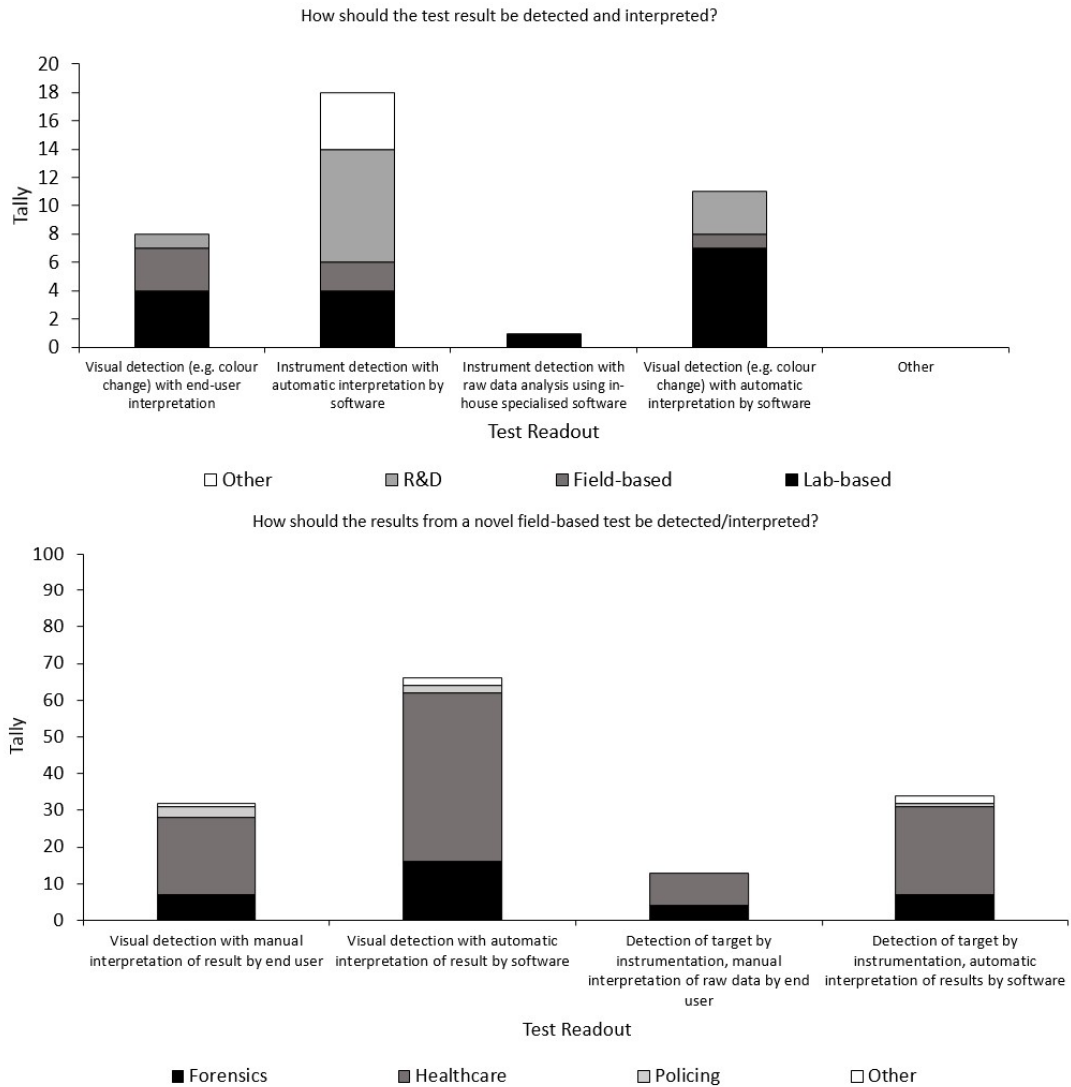 How should the test result be detected and interpreted?
20
18
16
14
12
10
8
6
4
2
0
Tally
Visual detection (e.g. colour
change) with end-user
interpretation
Instrument detection with
automatic interpretation by
software
Instrument detection with
raw data analysis using in-
house specialised software
Visual detection (e.g. colour
change) with automatic
interpretation by software
Other
Test Readout
Other
R&D
Field-based
Lab-based
How should the results from a novel field-based test be detected/interpreted?
100
90
80
70
60
50
40
30
20
10
0
Tally
Visual detection with manual
interpretation of result by end user
Visual detection with automatic
interpretation of result by software
Detection of target by
instrumentation, manual
interpretation of raw data by end
user
Detection of target by
instrumentation, automatic
interpretation of results by software
Test Readout
Forensics
Healthcare
Policing
Other